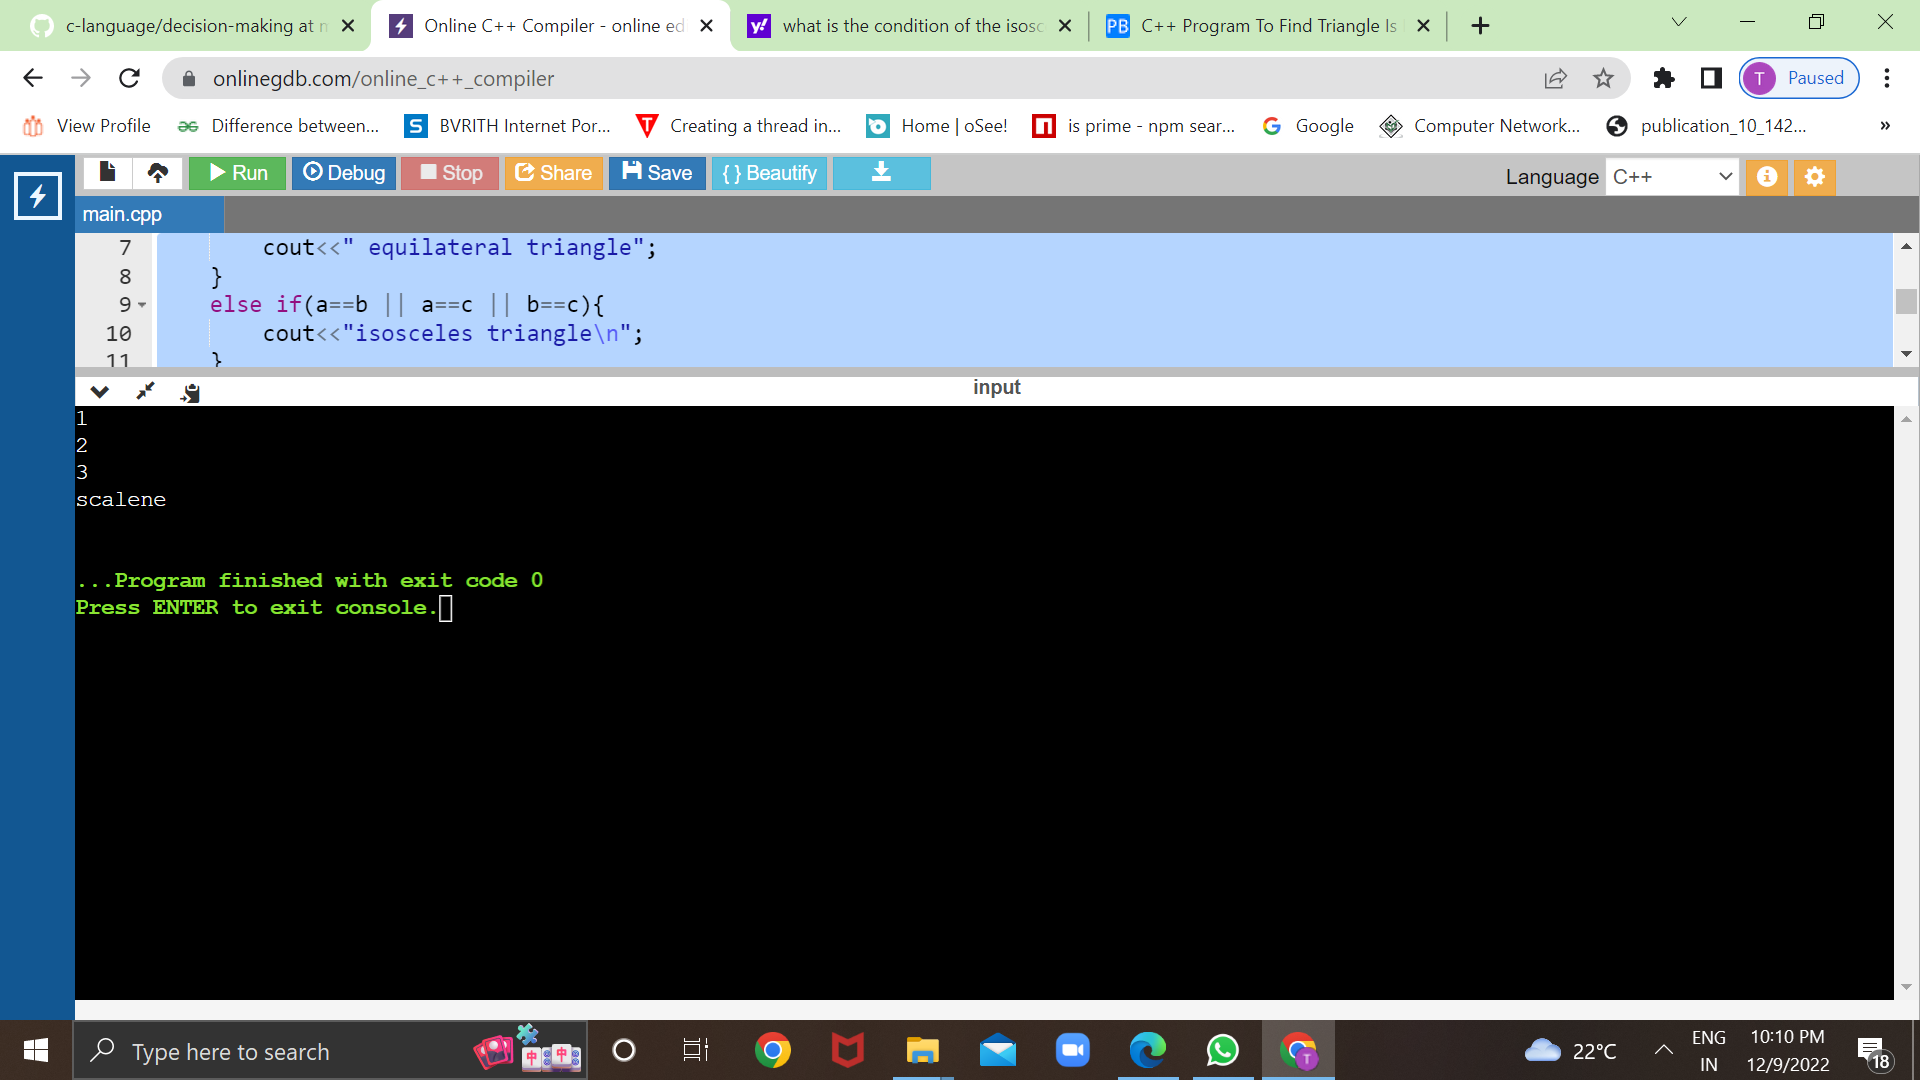 c-language/decision-making at n
Online C++ Compiler - online ed
y!
what is the condition of the isosc
PB
C++ Program To Find Triangle Is
onlinegdb.com/online_c++_compiler
T
Paused
View Profile
Difference between...
S
BVRITH Internet Por...
T
Creating a thread in...
Home | oSee!
is prime - npm sear...
G
Google
Computer Network...
publication_10_142...
»
Run
Debug
Stop
Share
Save
{ } Beautify
Language
C++
main.cpp
7 cout<<" equilateral triangle";
8 }
9 else if(a==b || a==c || b==c){
10 cout<<"isosceles triangle\n";
11 }
input
1
2
3
scalene
...Program finished with exit code 0
Press ENTER to exit console.
Type here to search
T
22°C
ENG
IN
10:10 PM
12/9/2022
18